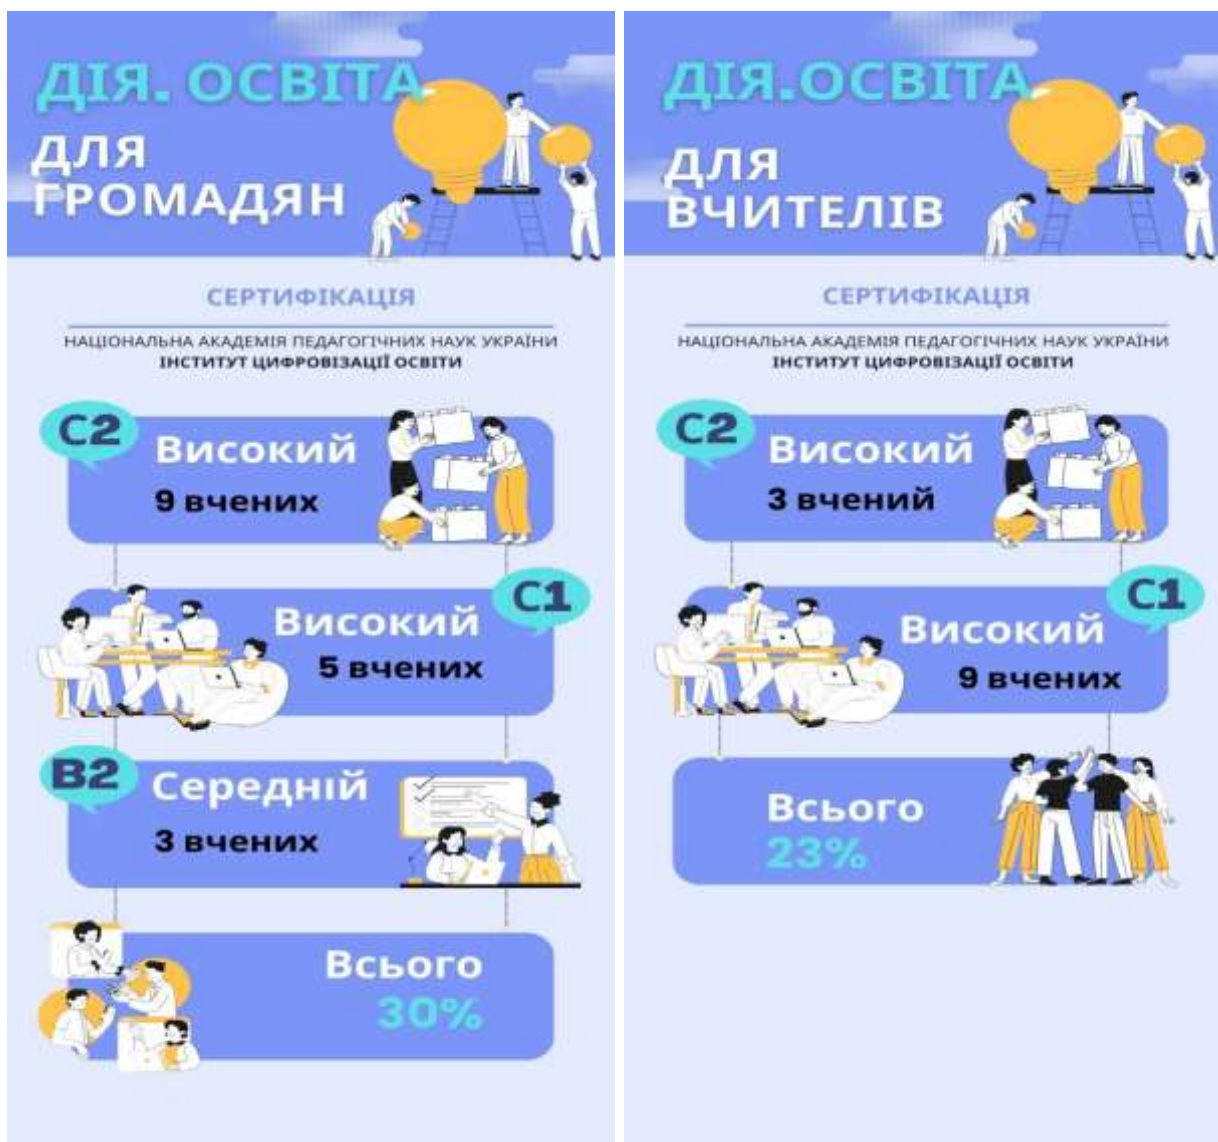 ДІЯ. ОСВІТА
ДЛЯ
ГРОМАДЯН
СЕРТИФІКАЦІЯ
НАЦІОНАЛЬНА АКАДЕМІЯ ПЕДАГОГІЧНИХ НАУК УКРАЇНИ
ІНСТИТУТ ЦИФРОВІЗАЦІЇ ОСВІТИ
C2
Високий
9 вчених
C1
Високий
5 вчених
B2
Середній
3 вчених
Всього
30%
ДІЯ.ОСВІТА
ДЛЯ
ВЧИТЕЛІВ
СЕРТИФІКАЦІЯ
НАЦІОНАЛЬНА АКАДЕМІЯ ПЕДАГОГІЧНИХ НАУК УКРАЇНИ
ІНСТИТУТ ЦИФРОВІЗАЦІЇ ОСВІТИ
C2
Високий
3 вчений
C1
Високий
9 вчених
Всього
23%